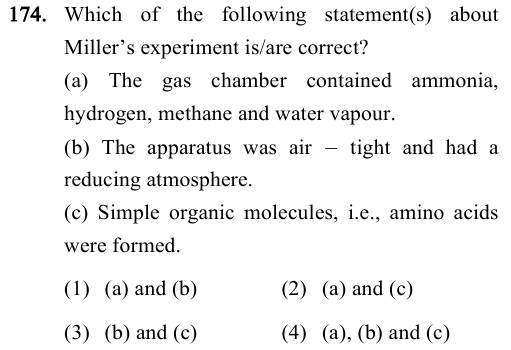 174. Which of the following statement(s) about
Miller's experiment is/are correct?
(a) The gas chamber contained ammonia,
hydrogen, methane and water vapour.
(b) The apparatus was air – tight and had a
reducing atmosphere.
(c) Simple organic molecules, i.e., amino acids
were formed.
(1) (a) and (b) (2) (a) and (c)
(3) (b) and (c) (4) (a), (b) and (c)